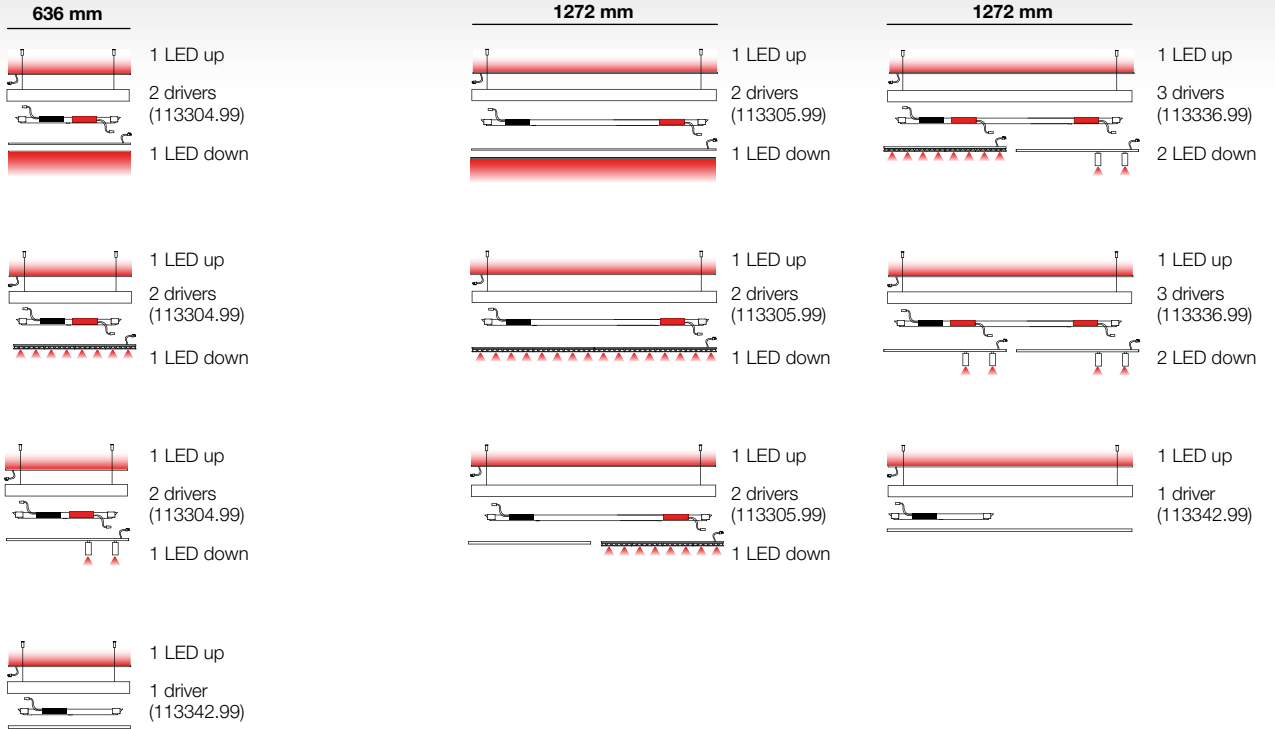 636 mm
1 LED up
2 drivers
(113304.99)
1 LED down
1 LED up
2 drivers
(113304.99)
1 LED down
1 LED up
2 drivers
(113304.99)
1 LED down
1 LED up
1 driver
(113342.99)
1272 mm
1 LED up
2 drivers
(113305.99)
1 LED down
1 LED up
2 drivers
(113305.99)
1 LED down
1 LED up
2 drivers
(113305.99)
1 LED down
1272 mm
1 LED up
3 drivers
(113336.99)
2 LED down
1 LED up
3 drivers
(113336.99)
2 LED down
1 LED up
1 driver
(113342.99)